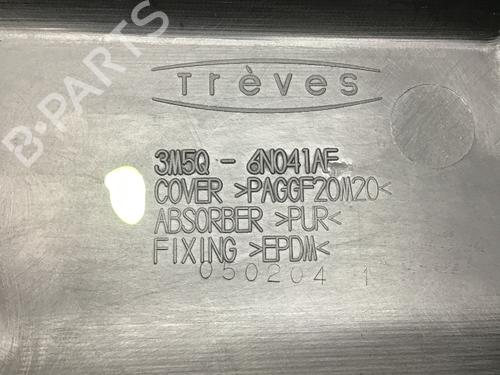 B-PARTS
Trèves
3M5Q - 6N041AF
COVER >PAGGF20M20<
ABSORBER >PUR<
FIXING >EPDM<
050204 1